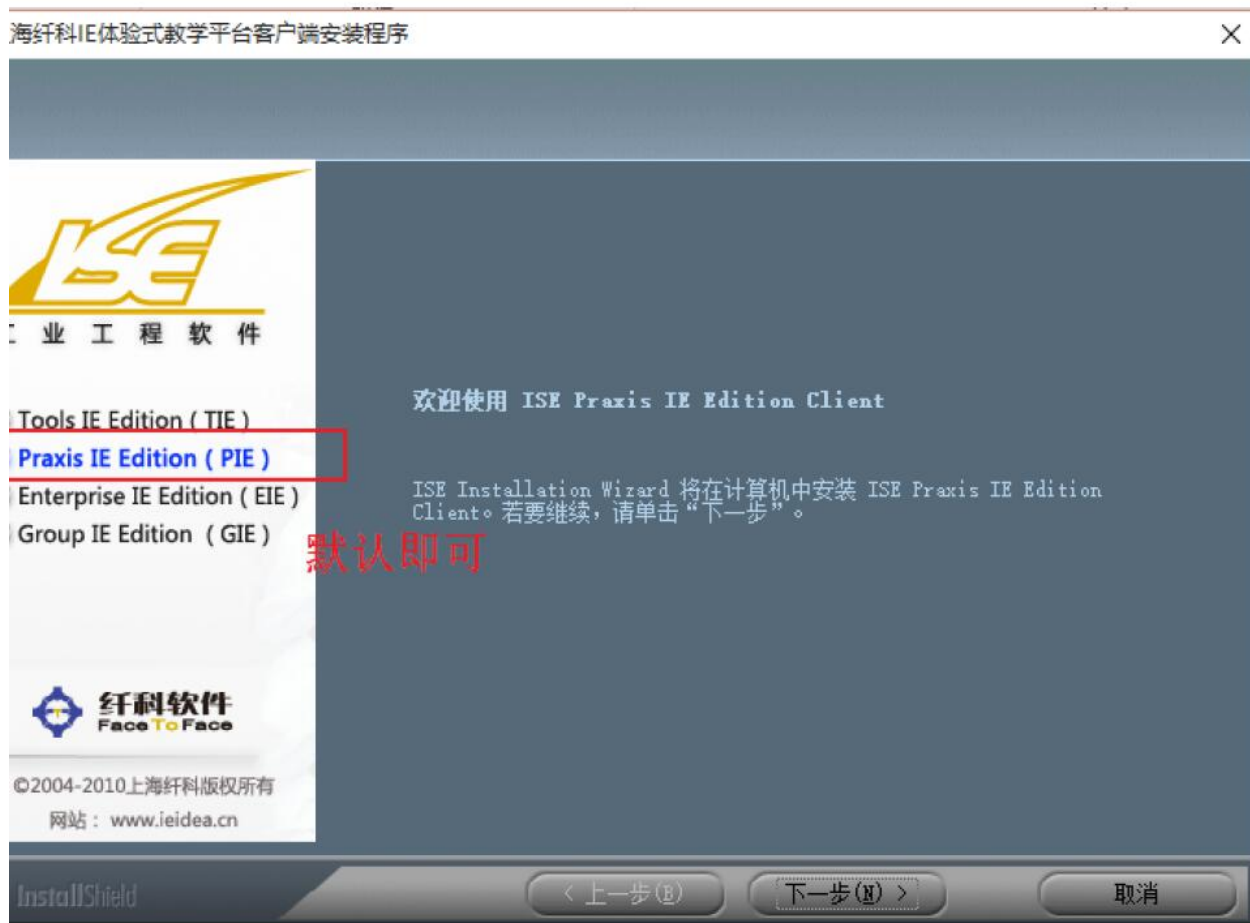 海纤科IE体验式教学平台客户端安装程序
ISE
业 工 程 软 件
Tools IE Edition ( TIE )
Praxis IE Edition ( PIE )
Enterprise IE Edition ( EIE )
Group IE Edition ( GIE )
默认即可
欢迎使用 ISE Praxis IE Edition Client
ISE Installation Wizard 将在计算机中安装 ISE Praxis IE Edition
Client。若要继续，请单击“下一步”。
纤科软件
Face To Face
©2004-2010上海纤科版权所有
网站： www.ieidea.cn
InstallShield
< 上一步(B)
下一步(N) >
取消